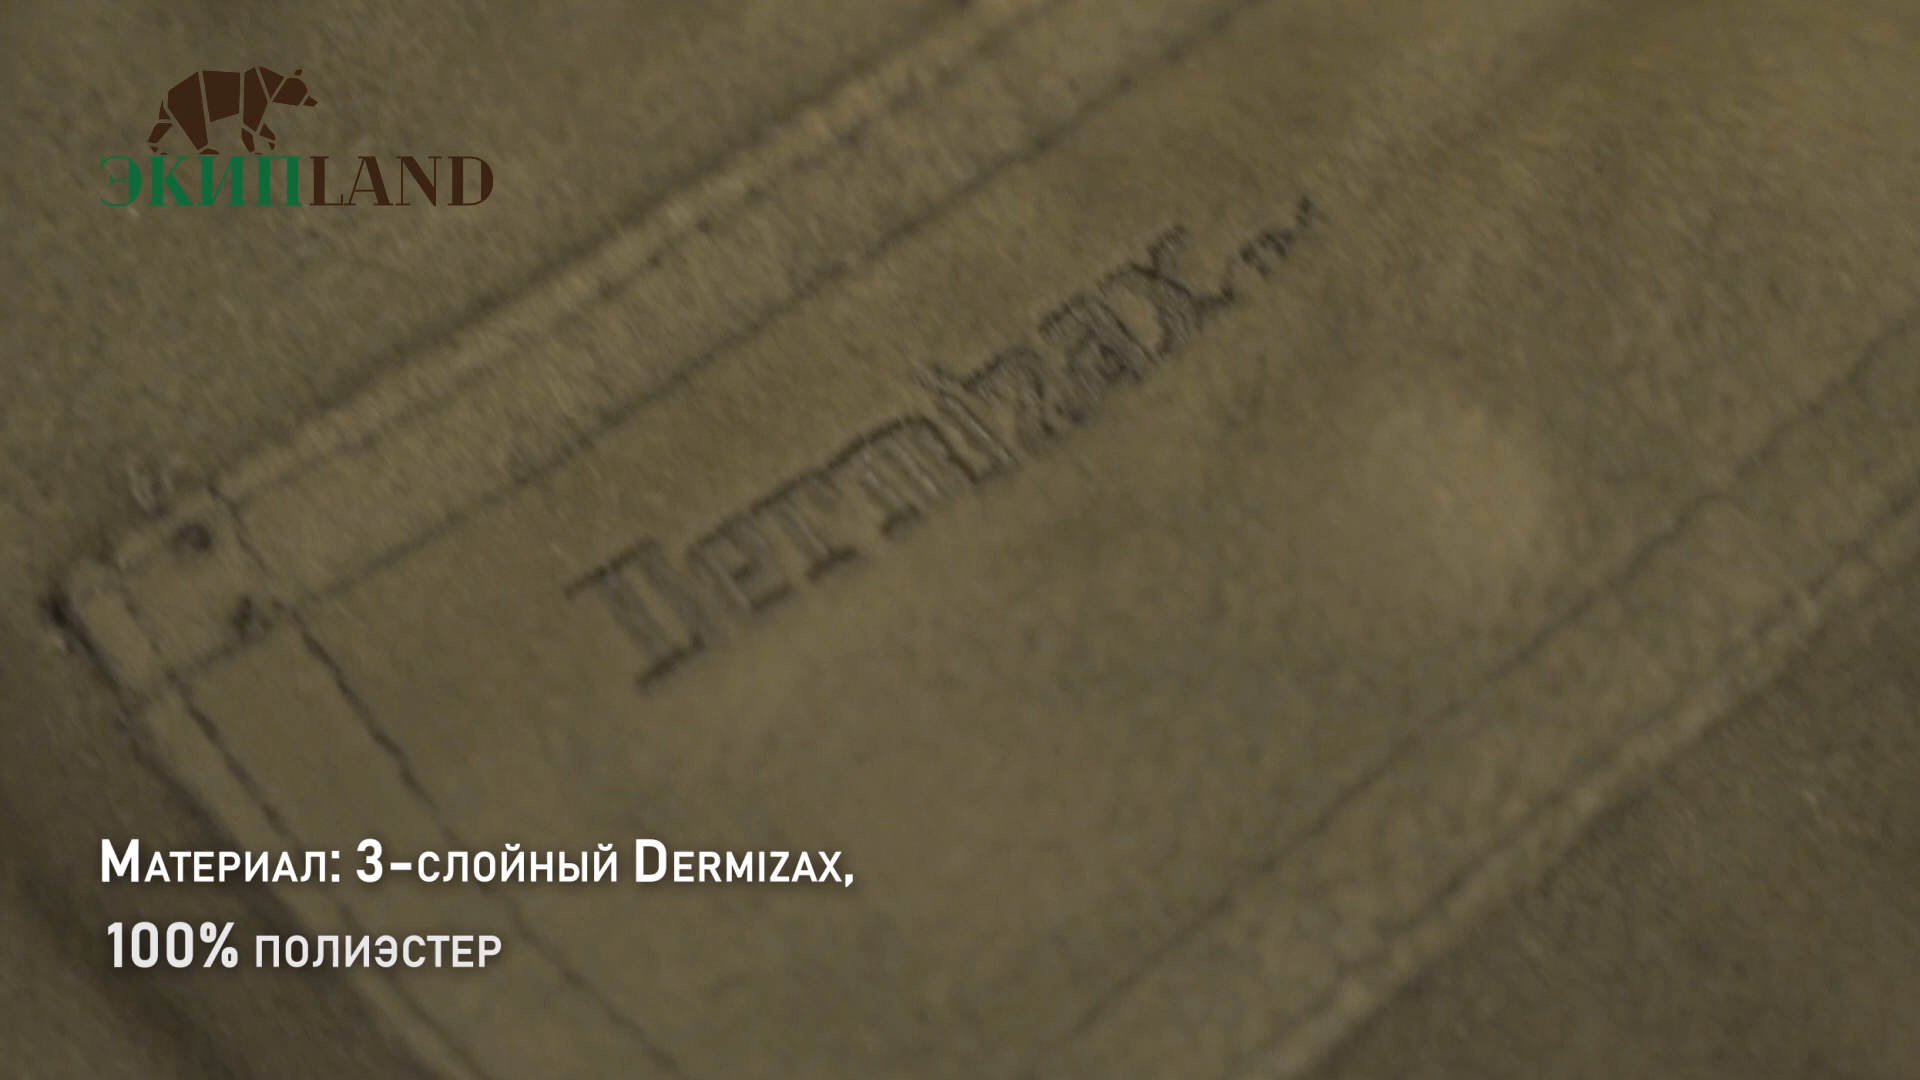 ЭКИПLAND
Dermizax
Материал: 3-слойный Dermizax,
100% полиэстер